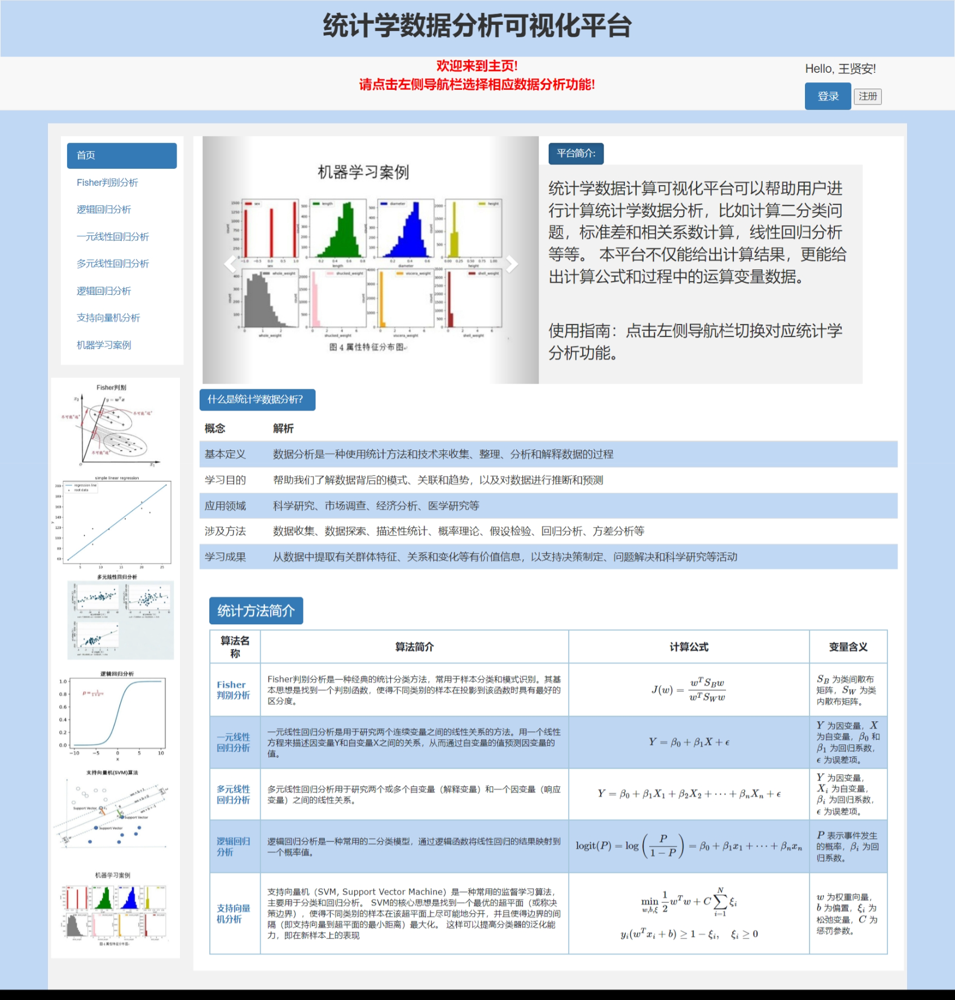 统计学数据分析可视化平台
欢迎来到主页!
请点击左侧导航栏选择相应数据分析功能!
Hello, 王贤安!
登录 注册
首页
Fisher判别分析
逻辑回归分析
一元线性回归分析
多元线性回归分析
逻辑回归分析
支持向量机分析
机器学习案例
机器学习案例
sex
length
diameter
height
whole_weight
shucked_weight
viscera_weight
shell_weight
图 4 属性特征分布图
平台简介:
统计学数据计算可视化平台可以帮助用户进
行计算统计学数据分析，比如计算二分类问
题，标准差和相关系数计算，线性回归分析
等等。 本平台不仅能给出计算结果，更能给
出计算公式和过程中的运算变量数据。
使用指南：点击左侧导航栏切换对应统计学
分析功能。
什么是统计学数据分析？
概念 解析
基本定义 数据分析是一种使用统计方法和技术来收集、整理、分析和解释数据的过程
学习目的 帮助我们了解数据背后的模式、关联和趋势，以及对数据进行推断和预测
应用领域 科学研究、市场调查、经济分析、医学研究等
涉及方法 数据收集、数据探索、描述性统计、概率理论、假设检验、回归分析、方差分析等
学习成果 从数据中提取有关群体特征、关系和变化等有价值信息，以支持决策制定、问题解决和科学研究等活动
Fisher判别
y = wᵀx
simple linear regression
regression line
root data
多元线性回归分析
逻辑回归分析
支持向量机(SVM)算法
Support Vector
Support Vector
Support Vector
机器学习案例
图 4 属性特征分布图
统计方法简介
算法名
称
算法简介
计算公式
变量含义
Fisher
判别分析
Fisher判别分析是一种经典的统计分类方法，常用于样本分类和模式识别。其基
本思想是找到一个判别函数，使得不同类别的样本在投影到该函数时具有最好的
区分度。
J(w) = wᵀS_Bw / wᵀS_Ww
S_B 为类间散布
矩阵，S_W 为类
内散布矩阵。
一元线性
回归分析
一元线性回归分析是用于研究两个连续变量之间的线性关系的方法。用一个线性
方程来描述因变量Y和自变量X之间的关系，从而通过自变量的值预测因变量的
值。
Y = β₀ + β₁X + ϵ
Y 为因变量，X
为自变量，β₀ 和
β₁ 为回归系数，
ϵ 为误差项。
多元线性
回归分析
多元线性回归分析用于研究两个或多个自变量（解释变量）和一个因变量（响应
变量）之间的线性关系。
Y = β₀ + β₁X₁ + β₂X₂ + ⋯ + βₙXₙ + ϵ
Y 为因变量，
Xᵢ 为自变量，
βᵢ 为回归系数，
ϵ 为误差项。
逻辑回归
分析
逻辑回归分析是一种常用的二分类模型，通过逻辑函数将线性回归的结果映射到
一个概率值。
logit(P) = log(P / 1 − P) = β₀ + β₁x₁ + ⋯ + βₙxₙ
P 表示事件发生
的概率，βᵢ 为回
归系数。
支持向量
机分析
支持向量机（SVM, Support Vector Machine）是一种常用的监督学习算法，
主要用于分类和回归分析。 SVM的核心思想是找到一个最优的超平面（或称决
策边界），使得不同类别的样本在该超平面上尽可能地分开，并且使得边界的间
隔（即支持向量到超平面的最小距离）最大化。 这样可以提高分类器的泛化能
力，即在新样本上的表现
min_{w,b,ξ} 1/2 wᵀw + C ∑_{i=1}^{N} ξᵢ
yᵢ(wᵀxᵢ + b) ≥ 1 − ξᵢ, ξᵢ ≥ 0
w 为权重向量，
b 为偏置，ξᵢ 为
松弛变量，C 为
惩罚参数。